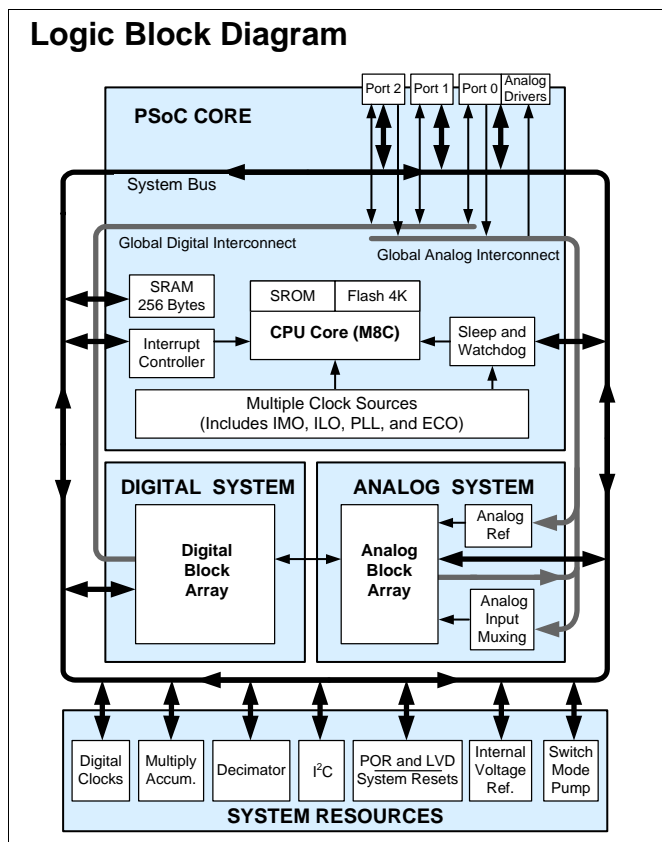 Logic Block Diagram
Port 2
Port 1
Port 0
Analog
Drivers
PSoC CORE
System Bus
Global Digital Interconnect
Global Analog Interconnect
SRAM
256 Bytes
SROM
Flash 4K
CPU Core (M8C)
Interrupt
Controller
Sleep and
Watchdog
Multiple Clock Sources
(Includes IMO, ILO, PLL, and ECO)
DIGITAL SYSTEM
ANALOG SYSTEM
Digital
Block
Array
Analog
Block
Array
Analog
Ref
Analog
Input
Muxing
Digital
Clocks
Multiply
Accum.
Decimator
I²C
POR and LVD
System Resets
Internal
Voltage
Ref.
Switch
Mode
Pump
SYSTEM RESOURCES